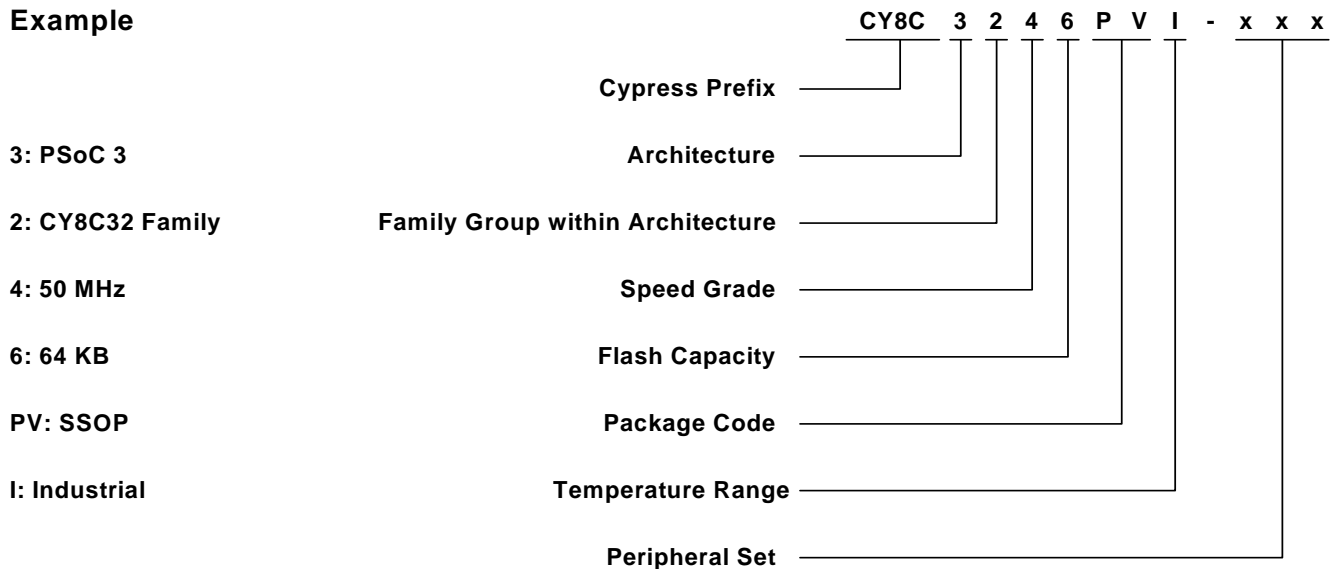 Example CY8C 3 2 4 6 P V I - x x x
Cypress Prefix
3: PSoC 3 Architecture
2: CY8C32 Family Family Group within Architecture
4: 50 MHz Speed Grade
6: 64 KB Flash Capacity
PV: SSOP Package Code
I: Industrial Temperature Range
Peripheral Set